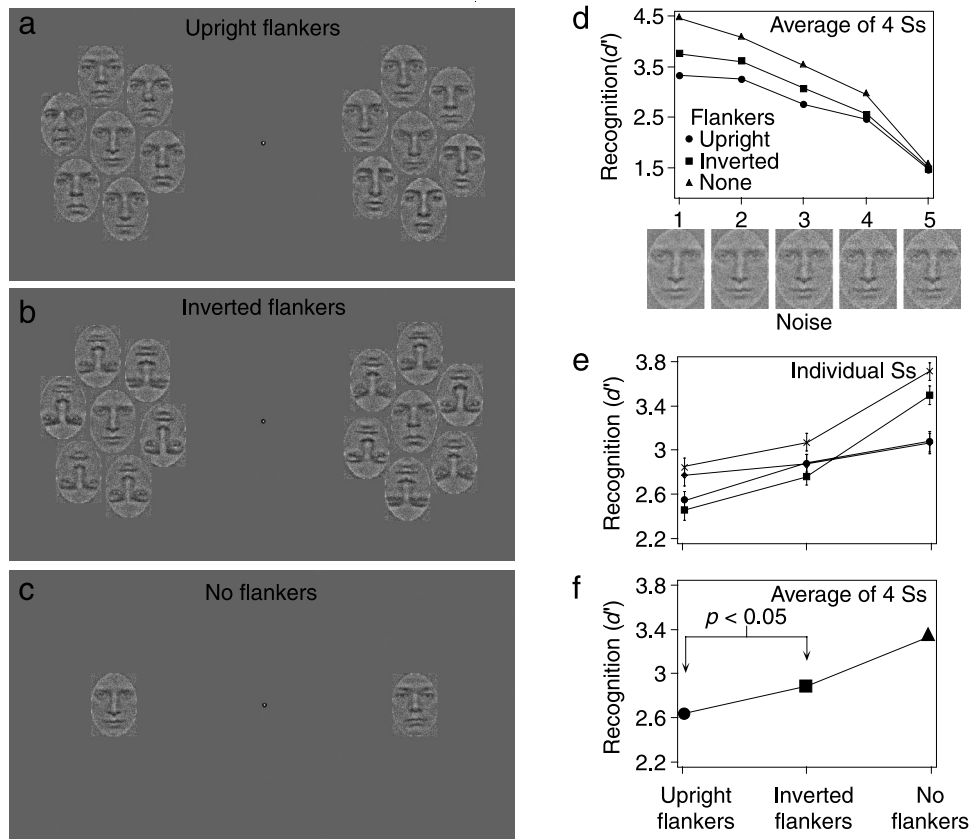 a
Upright flankers
b
Inverted flankers
c
No flankers
d
Average of 4 Ss
Recognition(d')
4.5
3.5
2.5
1.5
Flankers
Upright
Inverted
None
1 2 3 4 5
Noise
e
Individual Ss
Recognition (d')
3.8
3.4
3
2.6
2.2
f
Average of 4 Ss
Recognition (d')
3.8
3.4
3
2.6
2.2
p < 0.05
Upright flankers
Inverted flankers
No flankers